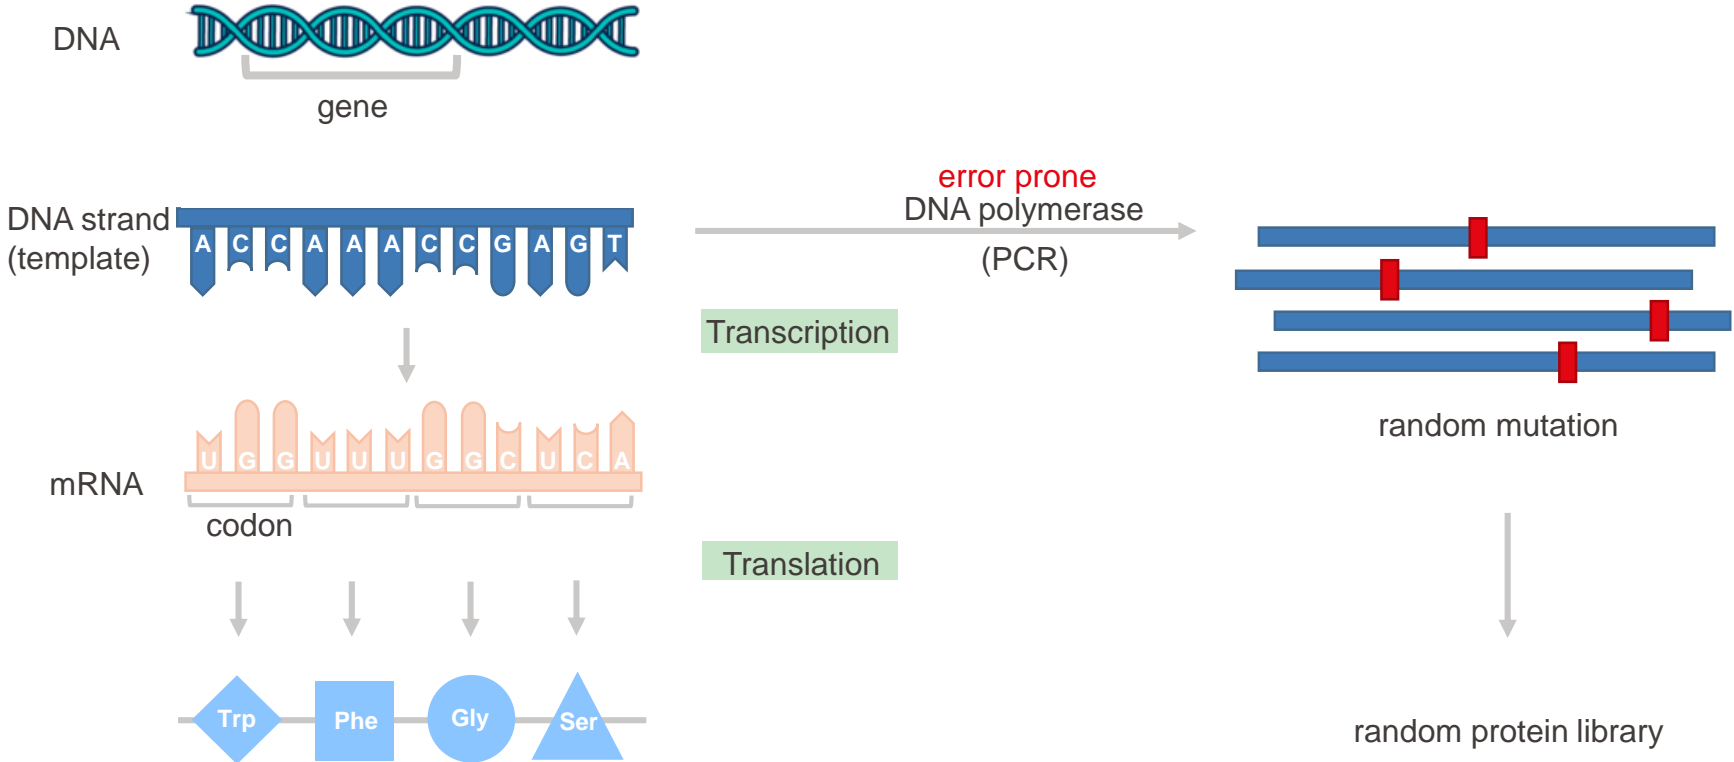 DNA
gene
error prone
DNA polymerase
(PCR)
DNA strand
(template)
A C C A A A C C G A G T
Transcription
U G G U U U G G C U C A
mRNA
codon
random mutation
Translation
Trp Phe Gly Ser
random protein library